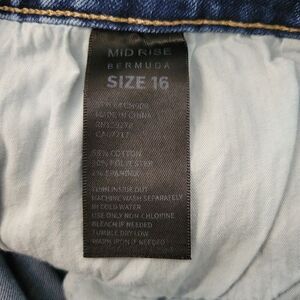 MID RISE
BERMUDA
SIZE 16
MADE IN CHINA
COTTON
POLYESTER
TURN INSIDE OUT
MACHINE WASH SEPARATELY
IN COLD WATER
USE ONLY NON-CHLORINE
BLEACH IF NEEDED
TUMBLE DRY LOW
WARM IRON IF NEEDED